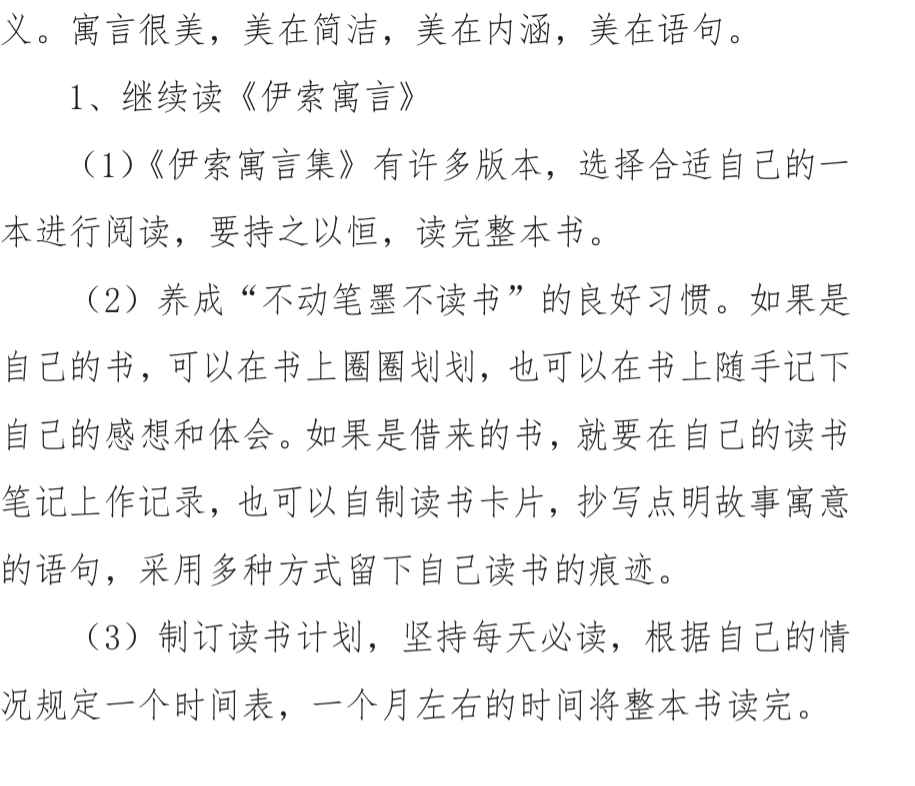 义。寓言很美，美在简洁，美在内涵，美在语句。
1、继续读《伊索寓言》
（1）《伊索寓言集》有许多版本，选择合适自己的一
本进行阅读，要持之以恒，读完整本书。
（2）养成“不动笔墨不读书”的良好习惯。如果是
自己的书，可以在书上圈圈划划，也可以在书上随手记下
自己的感想和体会。如果是借来的书，就要在自己的读书
笔记上作记录，也可以自制读书卡片，抄写点明故事寓意
的语句，采用多种方式留下自己读书的痕迹。
（3）制订读书计划，坚持每天必读，根据自己的情
况规定一个时间表，一个月左右的时间将整本书读完。